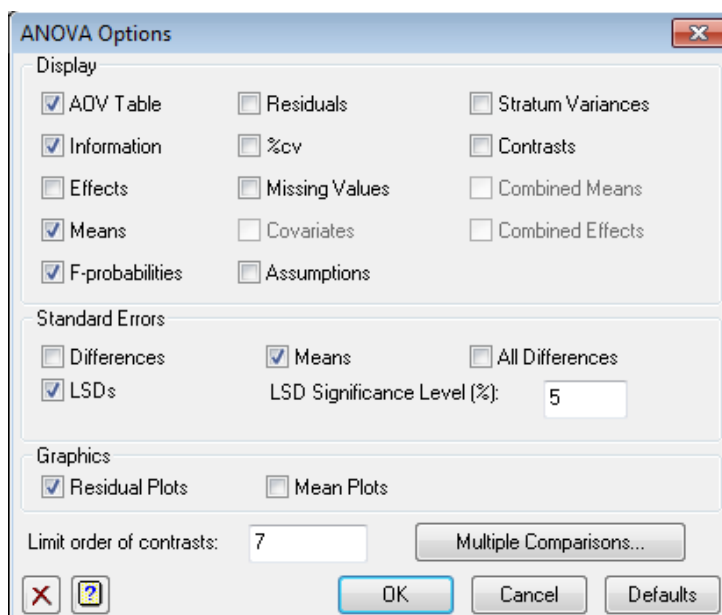 ANOVA Options
Display
AOV Table Residuals Stratum Variances
Information %cv Contrasts
Effects Missing Values Combined Means
Means Covariates Combined Effects
F-probabilities Assumptions
Standard Errors
Differences Means All Differences
LSDs LSD Significance Level (%): 5
Graphics
Residual Plots Mean Plots
Limit order of contrasts: 7 Multiple Comparisons...
? OK Cancel Defaults